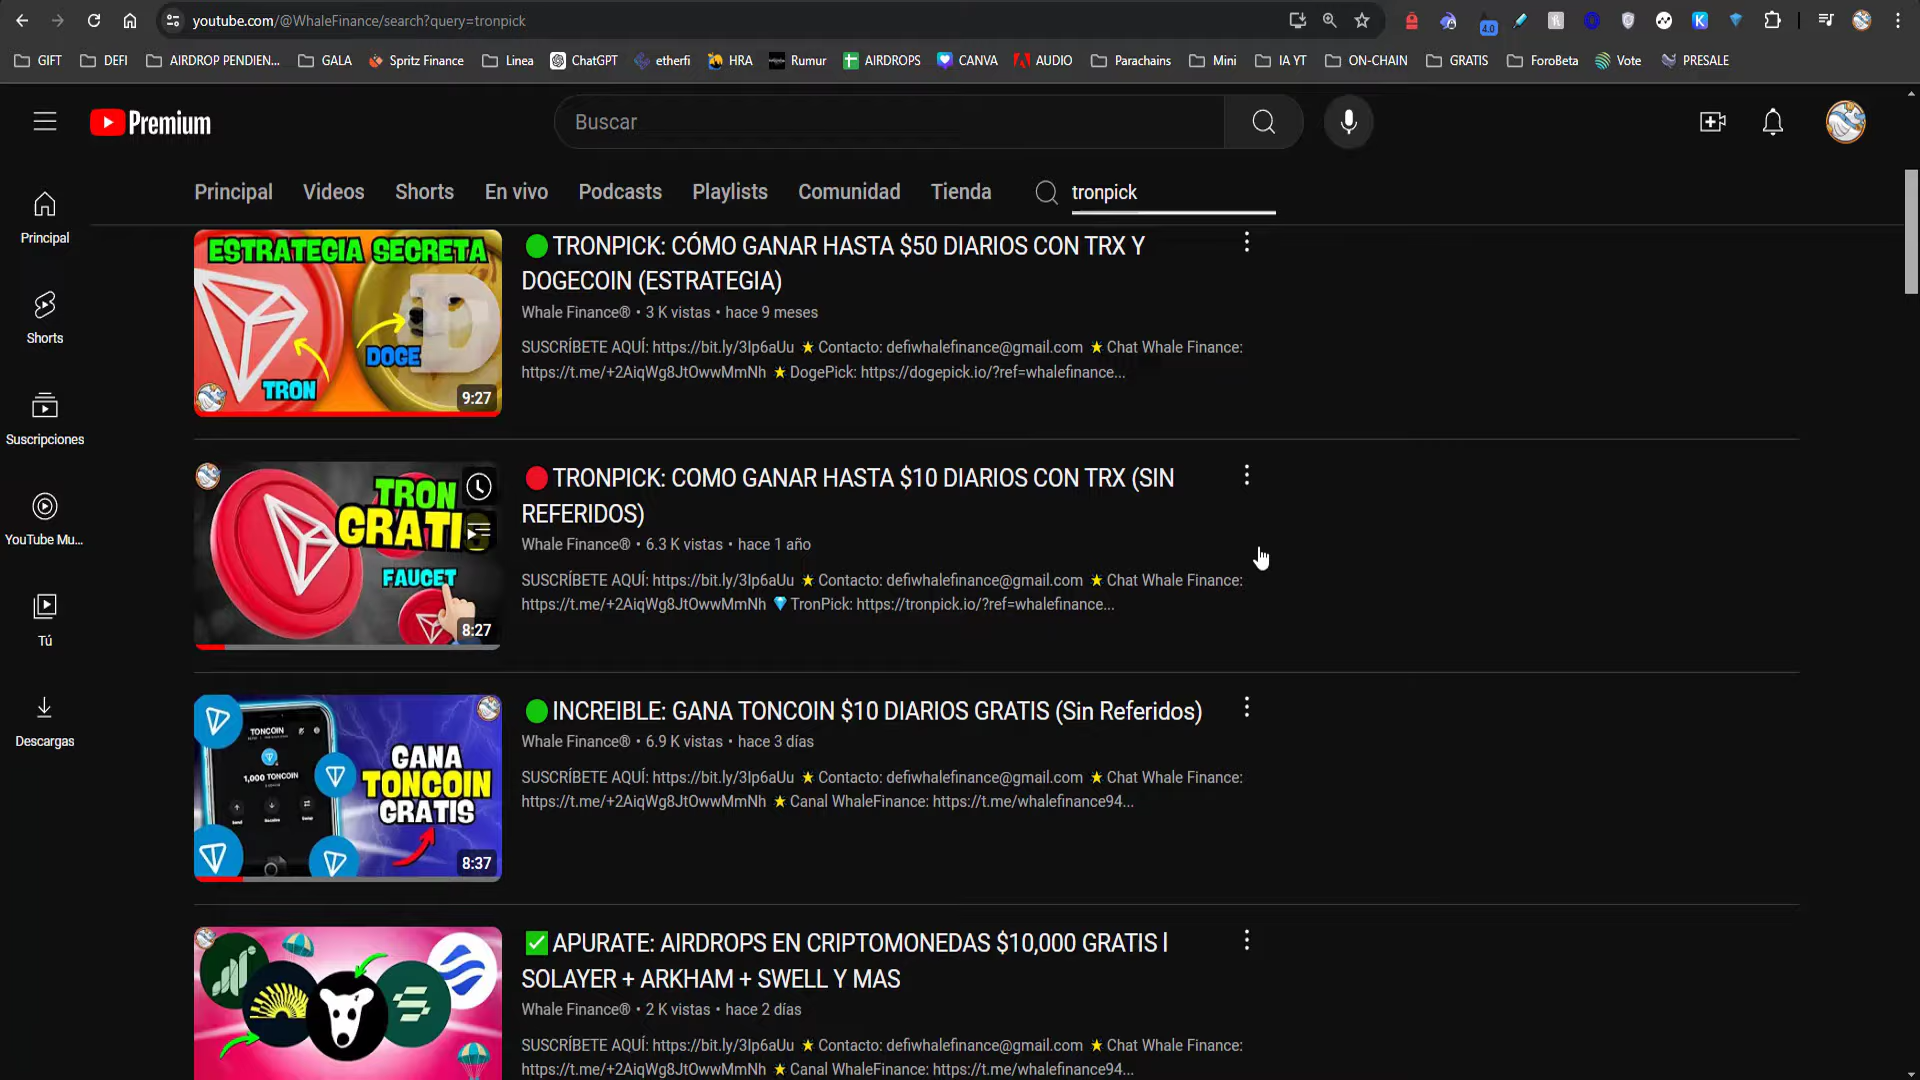 youtube.com/@WhaleFinance/search?query=tronpick
4.0
GIFT DEFI AIRDROP PENDIEN... GALA Spritz Finance Linea ChatGPT etherfi HRA Rumur AIRDROPS CANVA AUDIO Parachains Mini IA YT ON-CHAIN GRATIS ForoBeta Vote PRESALE
Premium
Buscar
Principal Videos Shorts En vivo Podcasts Playlists Comunidad Tienda tronpick
Principal
Shorts
Suscripciones
YouTube Mu...
Tú
Descargas
ESTRATEGIA SECRETA
DOGE
TRON
9:27
TRONPICK: CÓMO GANAR HASTA $50 DIARIOS CON TRX Y
DOGECOIN (ESTRATEGIA)
Whale Finance® • 3 K vistas • hace 9 meses
SUSCRÍBETE AQUÍ: https://bit.ly/3Ip6aUu ⭐ Contacto: defiwhalefinance@gmail.com ⭐ Chat Whale Finance:
https://t.me/+2AiqWg8JtOwwMmNh ⭐ DogePick: https://dogepick.io/?ref=whalefinance...
TRON
GRATI
FAUCET
8:27
TRONPICK: COMO GANAR HASTA $10 DIARIOS CON TRX (SIN
REFERIDOS)
Whale Finance® • 6.3 K vistas • hace 1 año
SUSCRÍBETE AQUÍ: https://bit.ly/3Ip6aUu ⭐ Contacto: defiwhalefinance@gmail.com ⭐ Chat Whale Finance:
https://t.me/+2AiqWg8JtOwwMmNh 💎 TronPick: https://tronpick.io/?ref=whalefinance...
TONCOIN
1,000 TONCOIN
GANA
TONCOIN
GRATIS
8:37
INCREIBLE: GANA TONCOIN $10 DIARIOS GRATIS (Sin Referidos)
Whale Finance® • 6.9 K vistas • hace 3 días
SUSCRÍBETE AQUÍ: https://bit.ly/3Ip6aUu ⭐ Contacto: defiwhalefinance@gmail.com ⭐ Chat Whale Finance:
https://t.me/+2AiqWg8JtOwwMmNh ⭐ Canal WhaleFinance: https://t.me/whalefinance94...
✅ APURATE: AIRDROPS EN CRIPTOMONEDAS $10,000 GRATIS l
SOLAYER + ARKHAM + SWELL Y MAS
Whale Finance® • 2 K vistas • hace 2 días
SUSCRÍBETE AQUÍ: https://bit.ly/3Ip6aUu ⭐ Contacto: defiwhalefinance@gmail.com ⭐ Chat Whale Finance:
https://t.me/+2AiqWg8JtOwwMmNh ⭐ Canal WhaleFinance: https://t.me/whalefinance94...